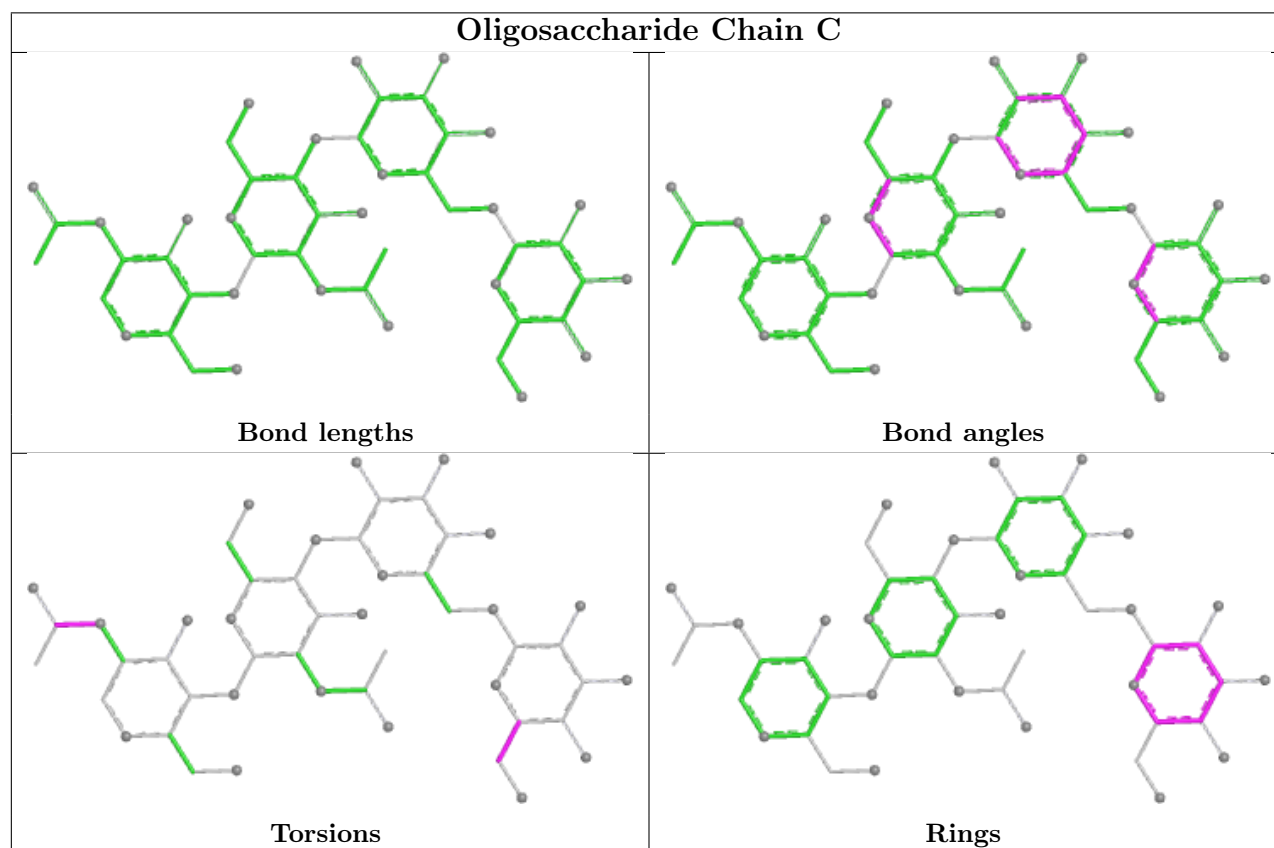 Oligosaccharide Chain C
Bond lengths
Bond angles
Torsions
Rings